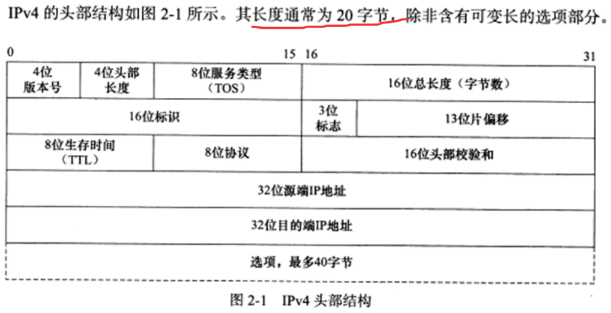 IPv4 的头部结构如图 2-1 所示。其长度通常为 20 字节，除非含有可变长的选项部分。
0 15 16 31
4位
版本号
4位头部
长度
8位服务类型
（TOS）
16位总长度（字节数）
16位标识
3位
标志
13位片偏移
8位生存时间
（TTL）
8位协议
16位头部校验和
32位源端IP地址
32位目的端IP地址
选项，最多40字节
图 2-1 IPv4 头部结构